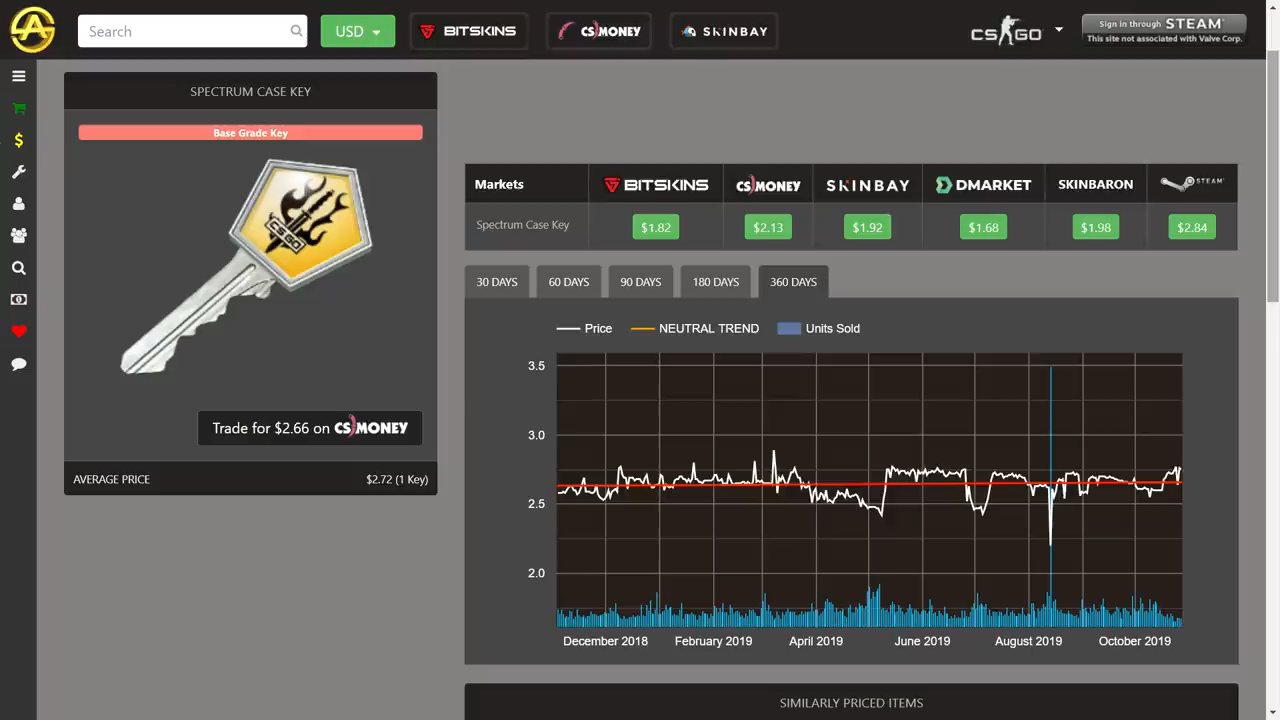 Search
USD
BITSKINS
CS MONEY
SKINBAY
CS GO
Sign in through STEAM
This site not associated with Valve Corp.
SPECTRUM CASE KEY
Base Grade Key
CS GO
Trade for $2.66 on CS MONEY
AVERAGE PRICE $2.72 (1 Key)
Markets BITSKINS CS MONEY SKINBAY DMARKET SKINBARON STEAM
Spectrum Case Key $1.82 $2.13 $1.92 $1.68 $1.98 $2.84
30 DAYS 60 DAYS 90 DAYS 180 DAYS 360 DAYS
Price NEUTRAL TREND Units Sold
3.5
3.0
2.5
2.0
December 2018 February 2019 April 2019 June 2019 August 2019 October 2019
SIMILARLY PRICED ITEMS